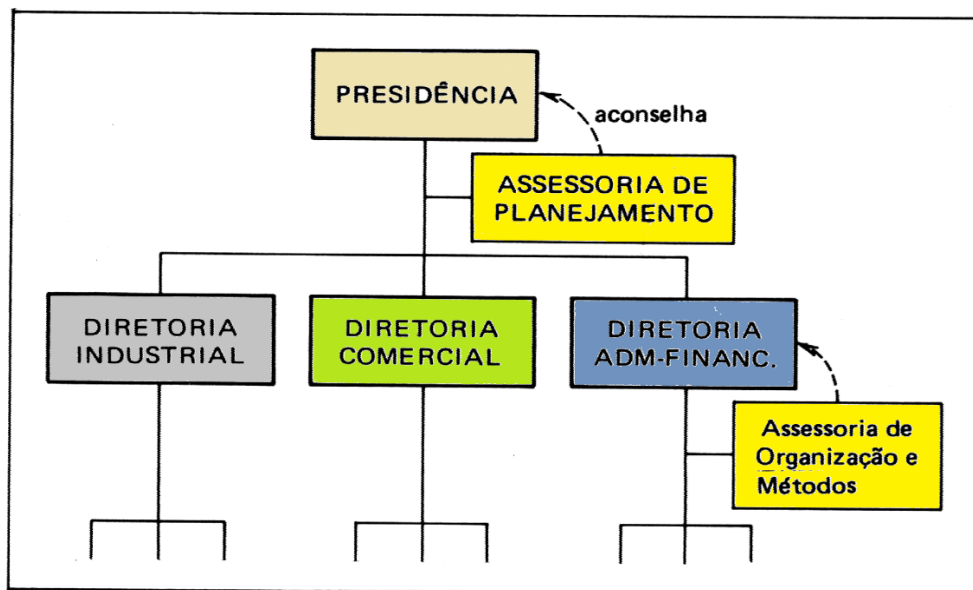 PRESIDÊNCIA
aconselha
ASSESSORIA DE
PLANEJAMENTO
DIRETORIA
INDUSTRIAL
DIRETORIA
COMERCIAL
DIRETORIA
ADM-FINANC.
Assessoria de
Organização e
Métodos